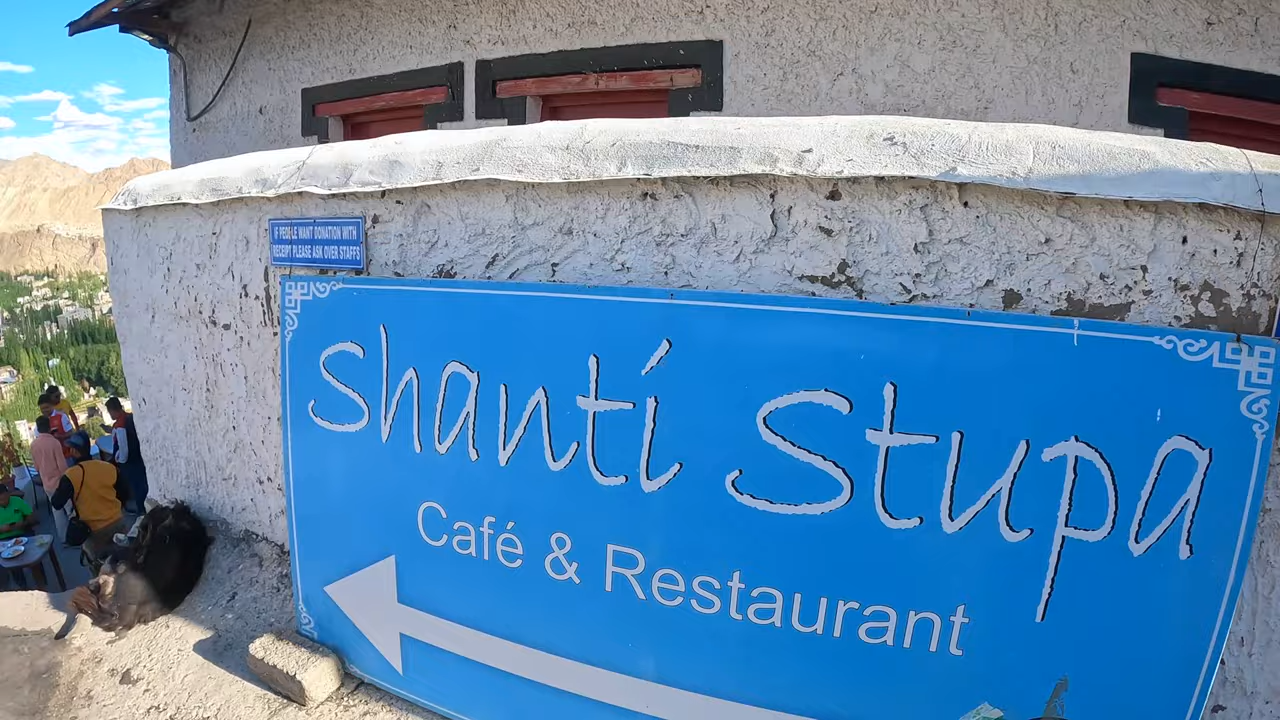 IF PEOPLE WANT DONATION WITH
RECEIPT PLEASE ASK OVER STAFFS
Shanti Stupa
Café & Restaurant